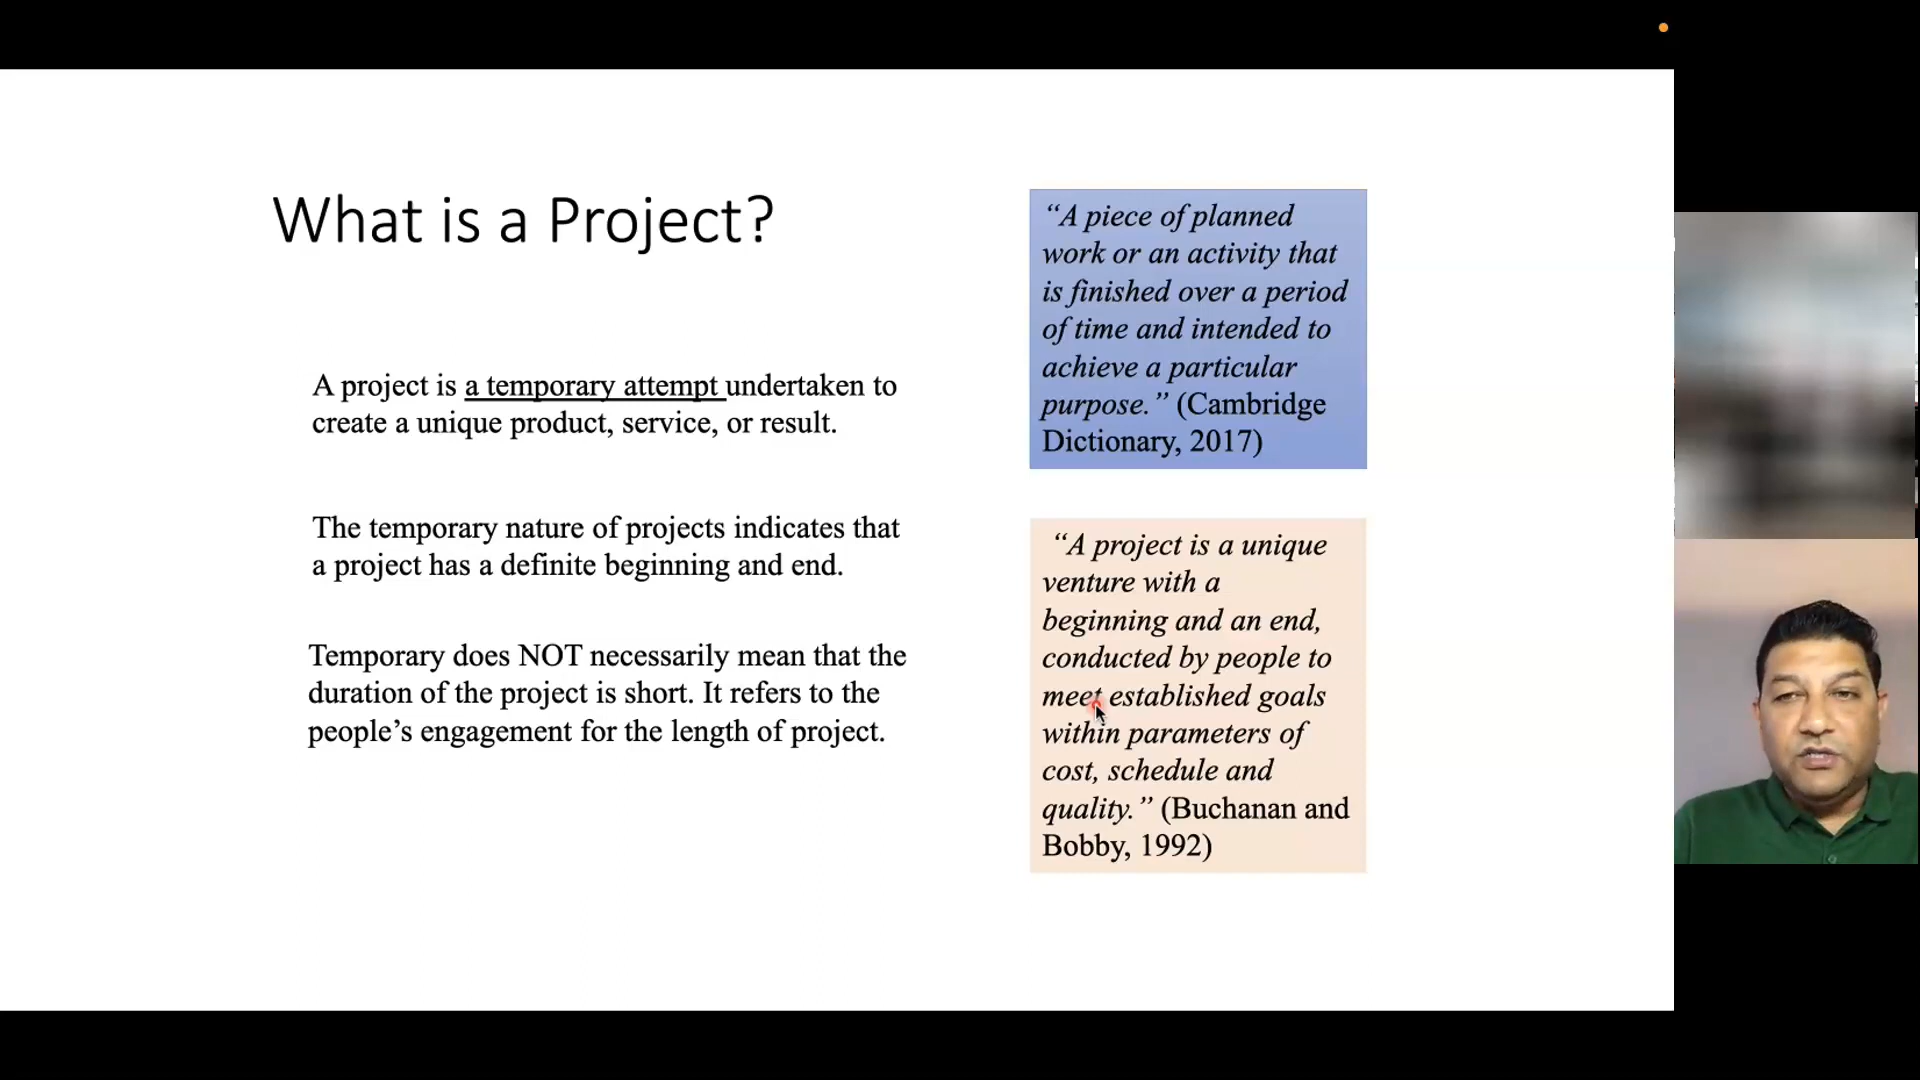 What is a Project?
A project is a temporary attempt undertaken to
create a unique product, service, or result.
The temporary nature of projects indicates that
a project has a definite beginning and end.
Temporary does NOT necessarily mean that the
duration of the project is short. It refers to the
people’s engagement for the length of project.
“A piece of planned
work or an activity that
is finished over a period
of time and intended to
achieve a particular
purpose.” (Cambridge
Dictionary, 2017)
“A project is a unique
venture with a
beginning and an end,
conducted by people to
meet established goals
within parameters of
cost, schedule and
quality.” (Buchanan and
Bobby, 1992)